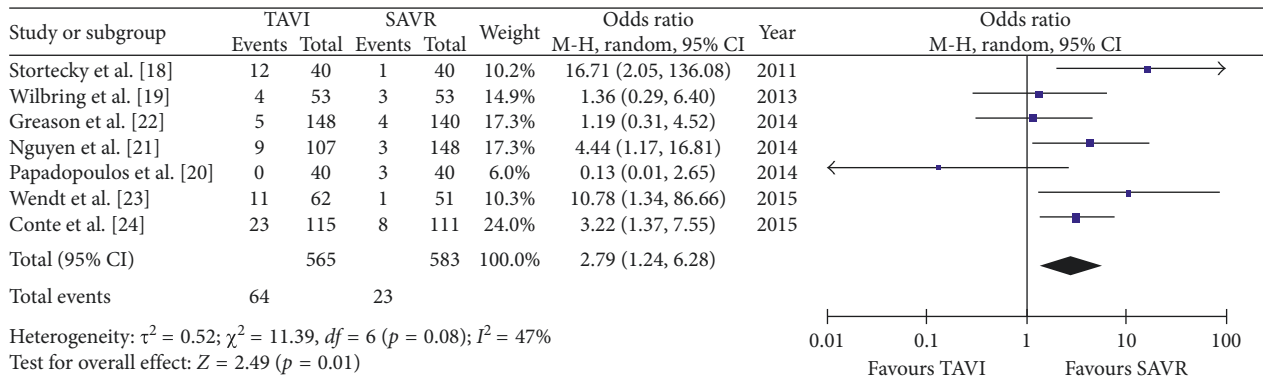 TAVI SAVR Odds ratio Odds ratio
Study or subgroup Weight Year
Events Total Events Total M-H, random, 95% CI M-H, random, 95% CI
Stortecky et al. [18] 12 40 1 40 10.2% 16.71 (2.05, 136.08) 2011
Wilbring et al. [19] 4 53 3 53 14.9% 1.36 (0.29, 6.40) 2013
Greason et al. [22] 5 148 4 140 17.3% 1.19 (0.31, 4.52) 2014
Nguyen et al. [21] 9 107 3 148 17.3% 4.44 (1.17, 16.81) 2014
Papadopoulos et al. [20] 0 40 3 40 6.0% 0.13 (0.01, 2.65) 2014
Wendt et al. [23] 11 62 1 51 10.3% 10.78 (1.34, 86.66) 2015
Conte et al. [24] 23 115 8 111 24.0% 3.22 (1.37, 7.55) 2015
Total (95% CI) 565 583 100.0% 2.79 (1.24, 6.28)
Total events 64 23
Heterogeneity: τ² = 0.52; χ² = 11.39, df = 6 (p = 0.08); I² = 47%
Test for overall effect: Z = 2.49 (p = 0.01)
0.01 0.1 1 10 100
Favours TAVI Favours SAVR